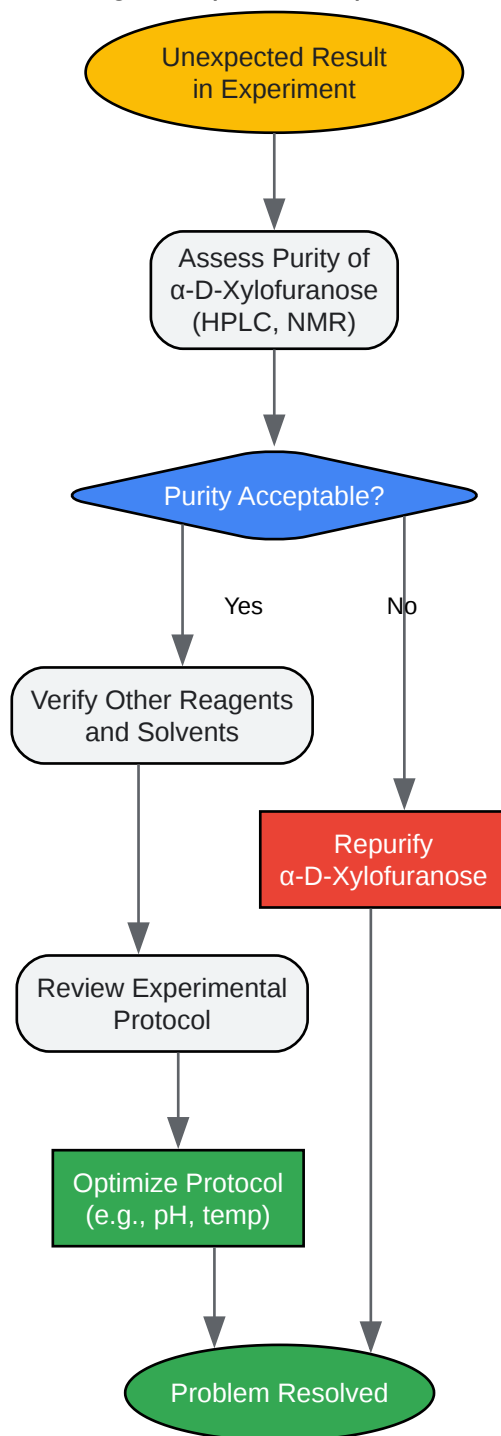 Unexpected Result
in Experiment
Assess Purity of
α-D-Xylofuranose
(HPLC, NMR)
Purity Acceptable?
Yes
No
Verify Other Reagents
and Solvents
Repurify
α-D-Xylofuranose
Review Experimental
Protocol
Optimize Protocol
(e.g., pH, temp)
Problem Resolved